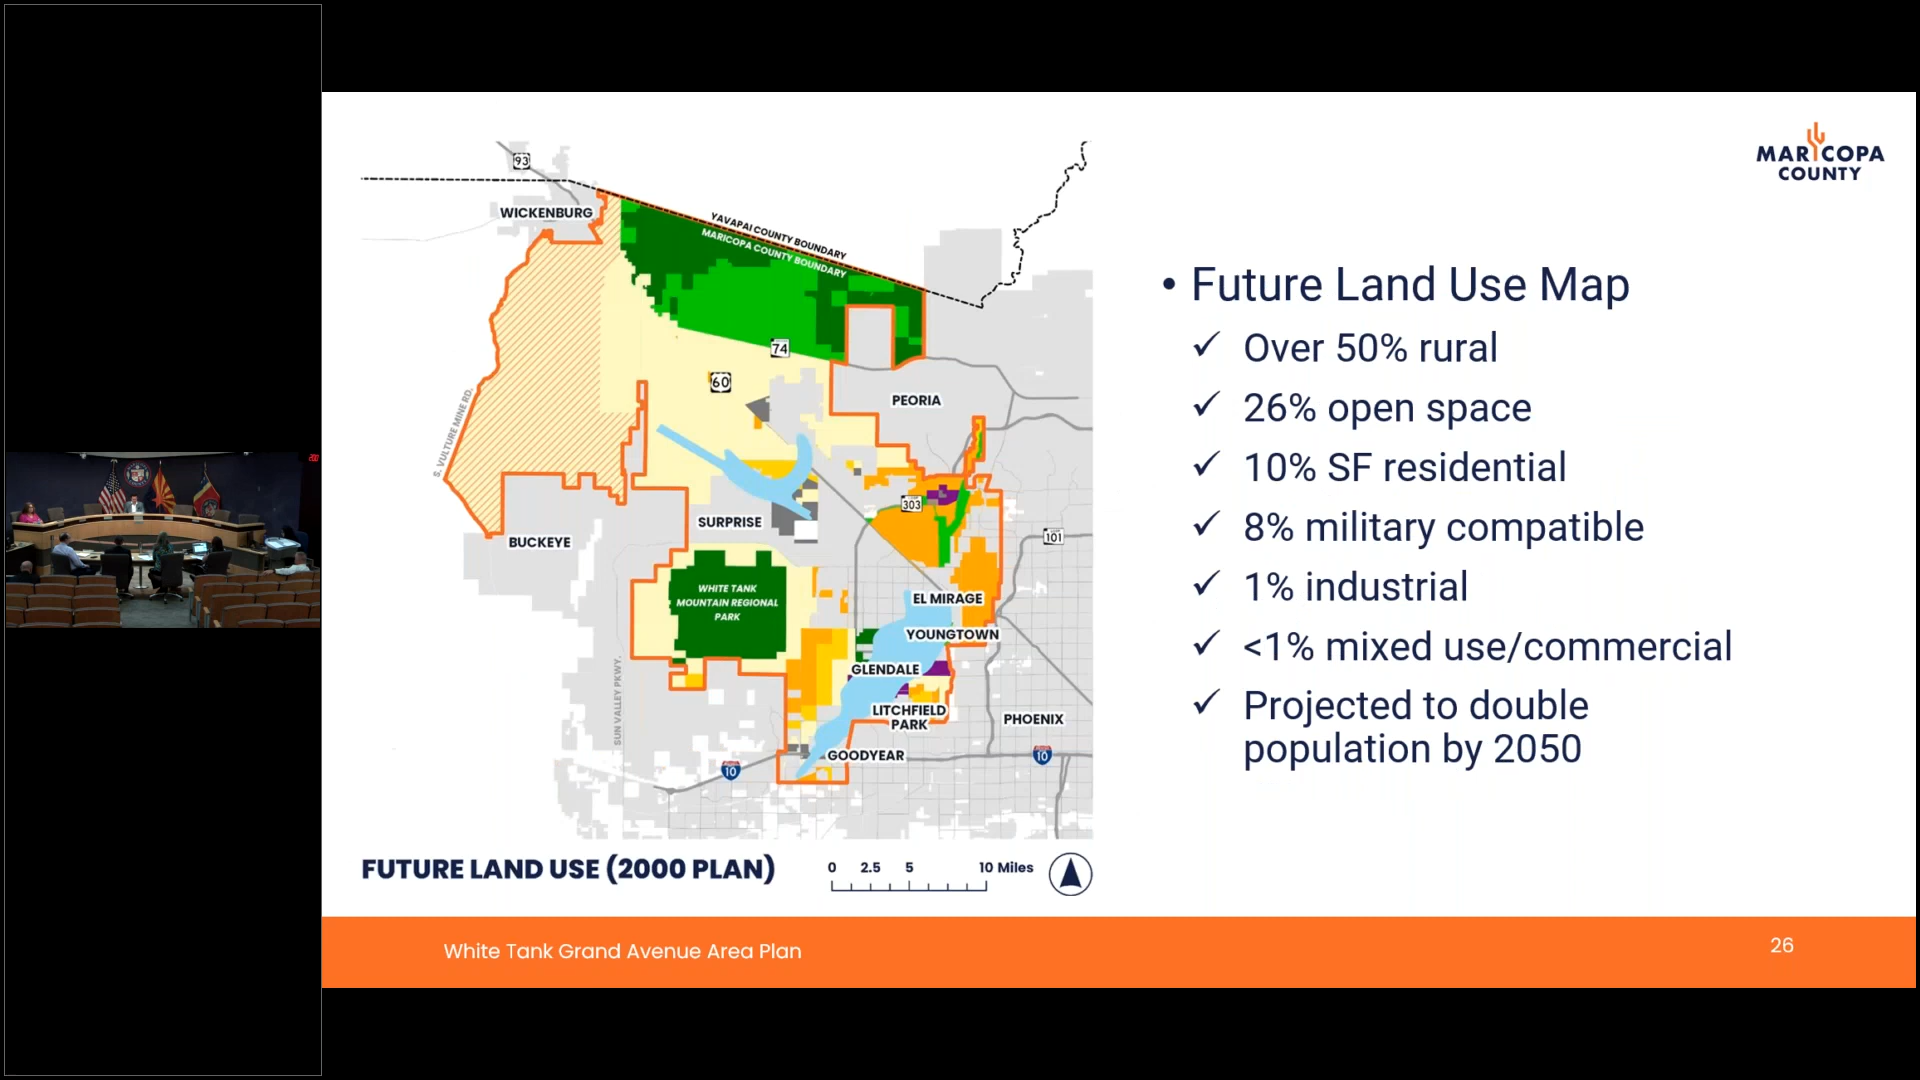 MARICOPA
COUNTY
93
WICKENBURG
YAVAPAI COUNTY BOUNDARY
MARICOPA COUNTY BOUNDARY
74
60
PEORIA
S. VULTURE MINE RD.
303
SURPRISE
BUCKEYE
101
WHITE TANK
MOUNTAIN REGIONAL
PARK
EL MIRAGE
YOUNGTOWN
GLENDALE
SUN VALLEY PKWY.
LITCHFIELD
PARK
PHOENIX
GOODYEAR
10
10
FUTURE LAND USE (2000 PLAN)
0 2.5 5 10 Miles
• Future Land Use Map
✓ Over 50% rural
✓ 26% open space
✓ 10% SF residential
✓ 8% military compatible
✓ 1% industrial
✓ <1% mixed use/commercial
✓ Projected to double
population by 2050
White Tank Grand Avenue Area Plan
26